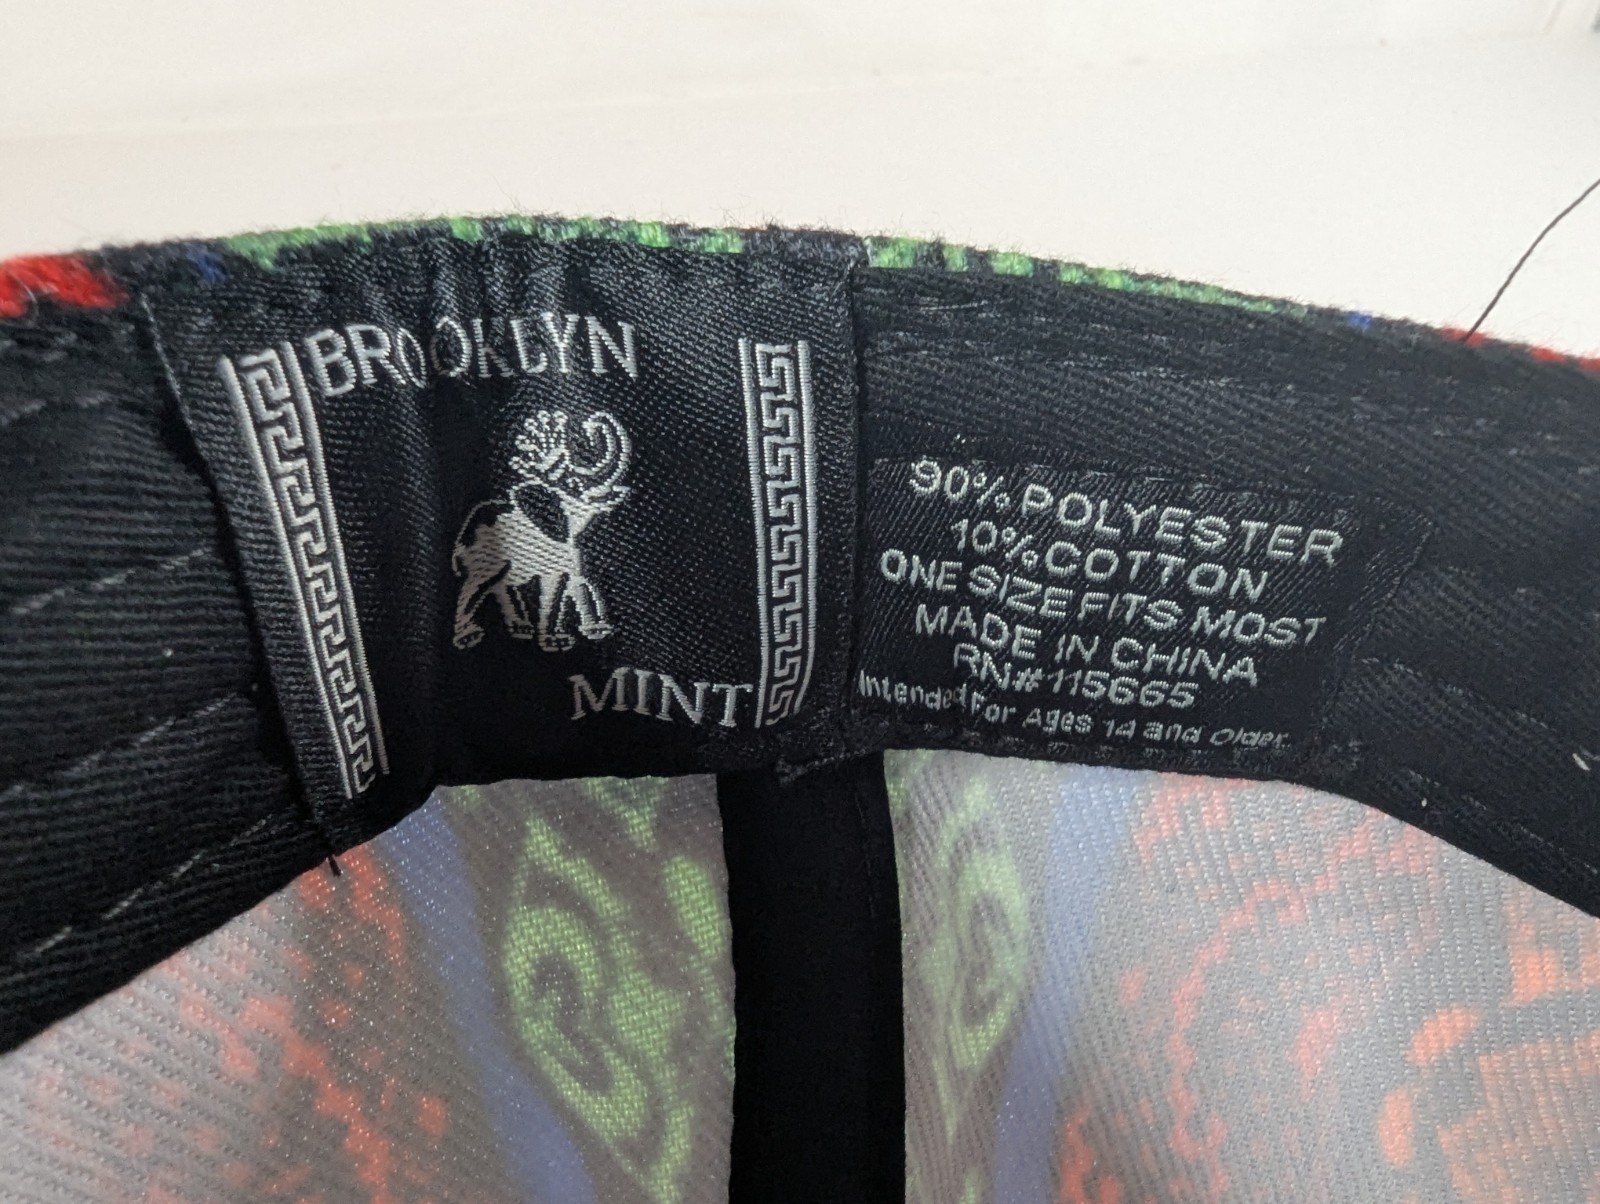 BROOKLYN
MINT
90% POLYESTER
10% COTTON
ONE SIZE FITS MOST
MADE IN CHINA
RN# 115665
Intended For Ages 14 and Older